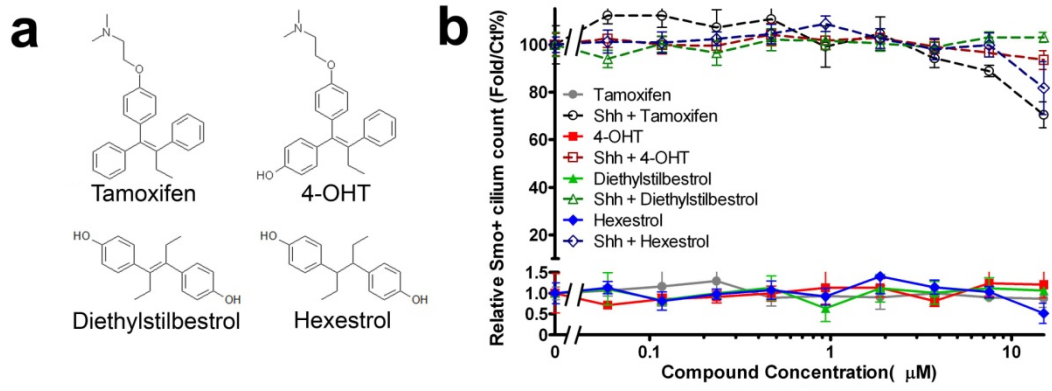 a
N
O
HO
Tamoxifen
N
O
4-OHT
HO
OH
Diethylstilbestrol
HO
OH
Hexestrol
b
Relative Smo+ cilium count (Fold/Ctl%)
100
80
60
40
20
1.5
1.0
0.5
0.0
Tamoxifen
Shh + Tamoxifen
4-OHT
Shh + 4-OHT
Diethylstilbestrol
Shh + Diethylstilbestrol
Hexestrol
Shh + Hexestrol
0
0.1
1
10
Compound Concentration( μM)